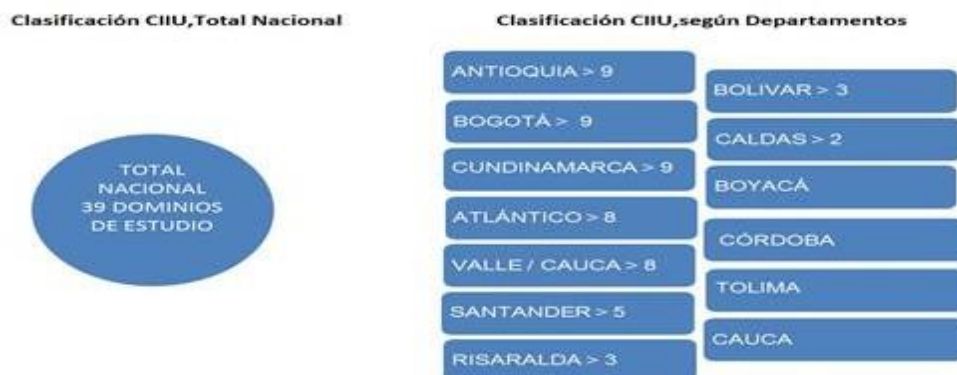 Clasificación CIIU,Total Nacional
TOTAL
NACIONAL
39 DOMINIOS
DE ESTUDIO
Clasificación CIIU,según Departamentos
ANTIOQUIA > 9
BOGOTÁ > 9
CUNDINAMARCA > 9
ATLÁNTICO > 8
VALLE / CAUCA > 8
SANTANDER > 5
RISARALDA > 3
BOLIVAR > 3
CALDAS > 2
BOYACÁ
CÓRDOBA
TOLIMA
CAUCA